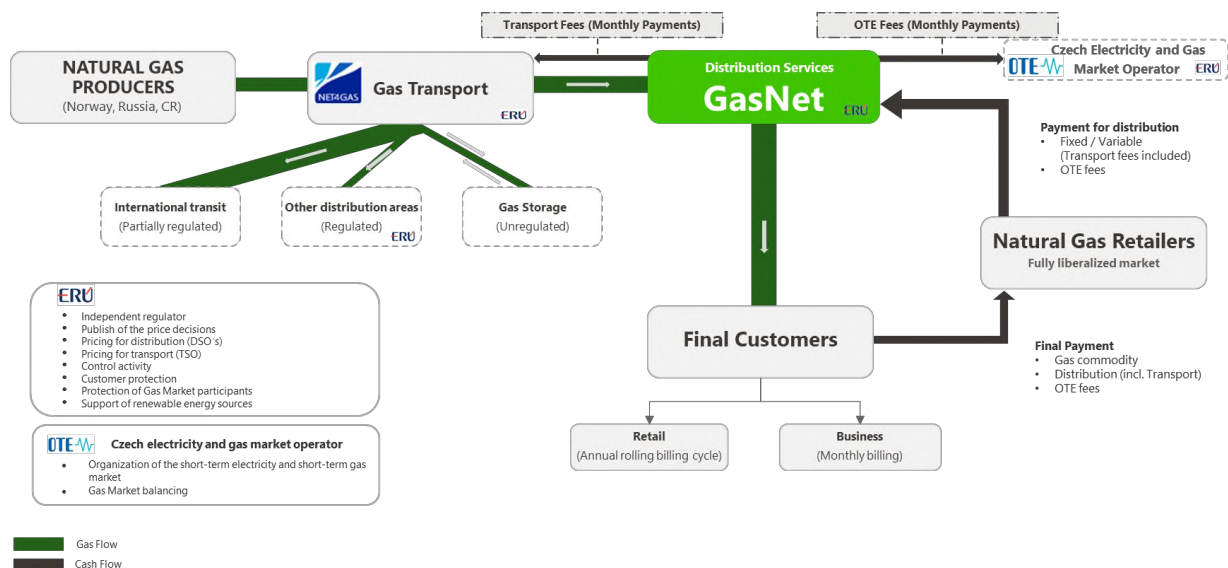 Transport Fees (Monthly Payments)
OTE Fees (Monthly Payments)
NATURAL GAS
PRODUCERS
(Norway, Russia, CR)
NET4GAS
Gas Transport
ERÚ
Distribution Services
GasNet
ERÚ
Czech Electricity and Gas
Market Operator
OTE
ERÚ
Payment for distribution
• Fixed / Variable
(Transport fees included)
• OTE fees
International transit
(Partially regulated)
Other distribution areas
(Regulated)
ERÚ
Gas Storage
(Unregulated)
Natural Gas Retailers
Fully liberalized market
ERÚ
• Independent regulator
• Publish of the price decisions
• Pricing for distribution (DSO´s)
• Pricing for transport (TSO)
• Control activity
• Customer protection
• Protection of Gas Market participants
• Support of renewable energy sources
Final Customers
Final Payment
• Gas commodity
• Distribution (incl. Transport)
• OTE fees
OTE
Czech electricity and gas market operator
• Organization of the short-term electricity and short-term gas
market
• Gas Market balancing
Retail
(Annual rolling billing cycle)
Business
(Monthly billing)
Gas Flow
Cash Flow